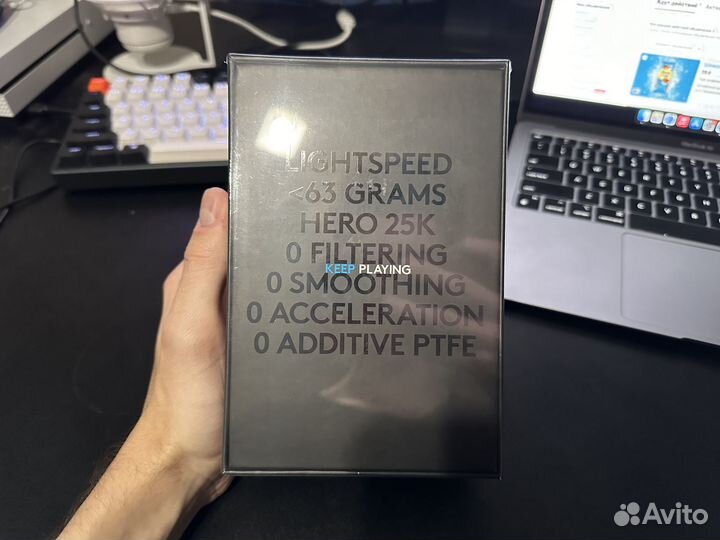 LIGHTSPEED
<63 GRAMS
HERO 25K
0 FILTERING
KEEP PLAYING
0 SMOOTHING
0 ACCELERATION
0 ADDITIVE PTFE
Avito